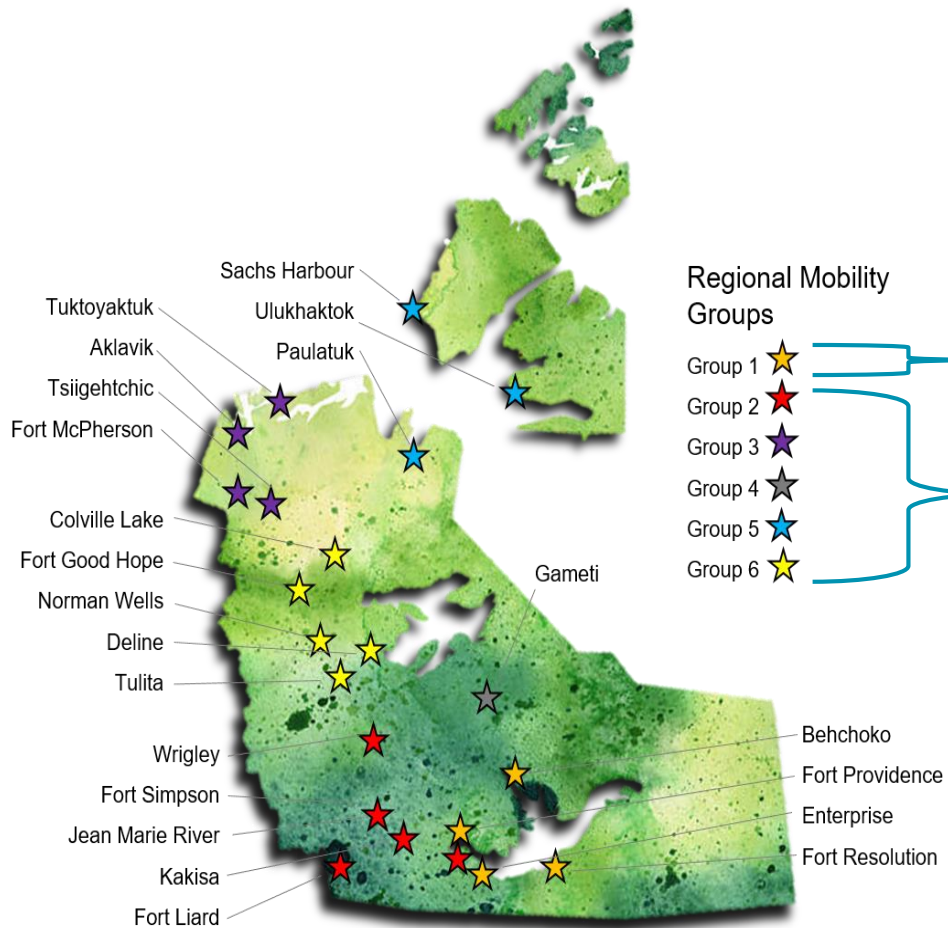 Sachs Harbour
Ulukhaktok
Paulatuk
Tuktoyaktuk
Aklavik
Tsiigehtchic
Fort McPherson
Colville Lake
Fort Good Hope
Norman Wells
Deline
Tulita
Wrigley
Fort Simpson
Jean Marie River
Kakisa
Fort Liard
Gameti
Behchoko
Fort Providence
Enterprise
Fort Resolution
Regional Mobility
Groups
Group 1
Group 2
Group 3
Group 4
Group 5
Group 6